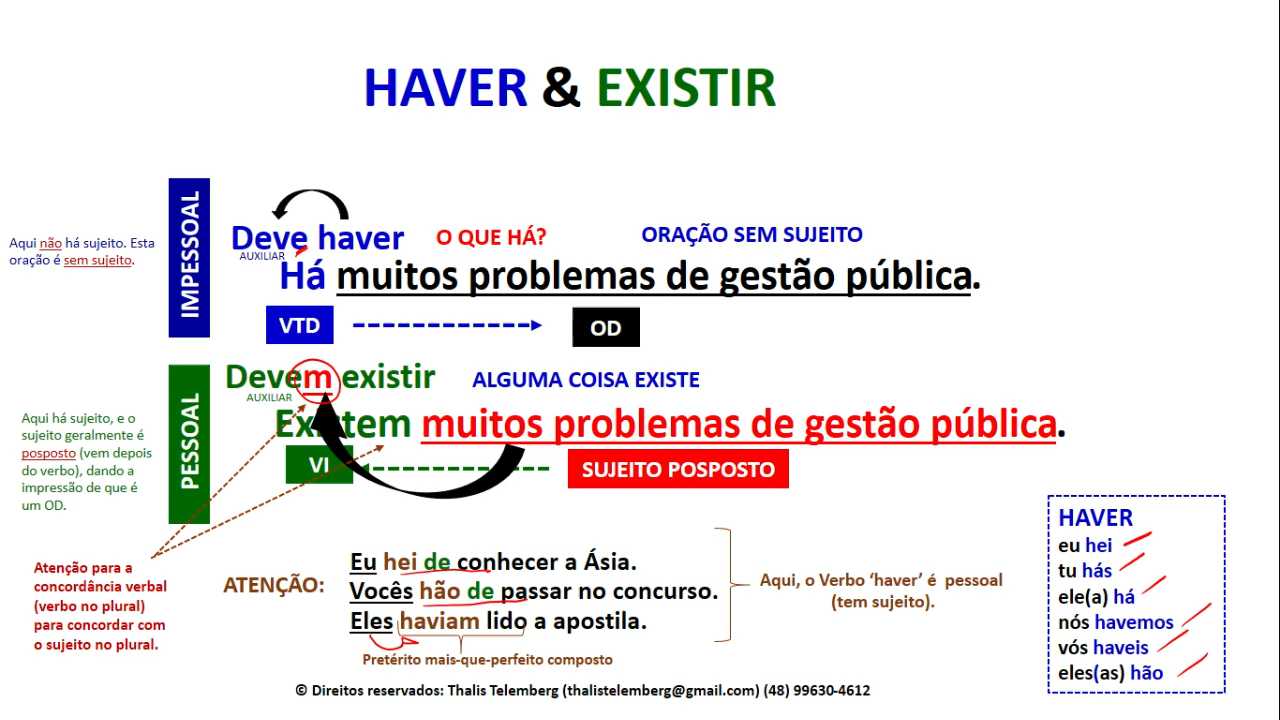 HAVER & EXISTIR
IMPESSOAL
Aqui não há sujeito. Esta
oração é sem sujeito.
Deve haver
AUXILIAR
O QUE HÁ?
ORAÇÃO SEM SUJEITO
Há muitos problemas de gestão pública.
VTD
OD
PESSOAL
Aqui há sujeito, e o
sujeito geralmente é
posposto (vem depois
do verbo), dando a
impressão de que é
um OD.
Devem existir
AUXILIAR
ALGUMA COISA EXISTE
Existem muitos problemas de gestão pública.
VI
SUJEITO POSPOSTO
Atenção para a
concordância verbal
(verbo no plural)
para concordar com
o sujeito no plural.
ATENÇÃO:
Eu hei de conhecer a Ásia.
Vocês hão de passar no concurso.
Eles haviam lido a apostila.
Pretérito mais-que-perfeito composto
Aqui, o Verbo ‘haver’ é pessoal
(tem sujeito).
HAVER
eu hei
tu hás
ele(a) há
nós havemos
vós haveis
eles(as) hão
© Direitos reservados: Thalis Telemberg (thalistelemberg@gmail.com) (48) 99630-4612